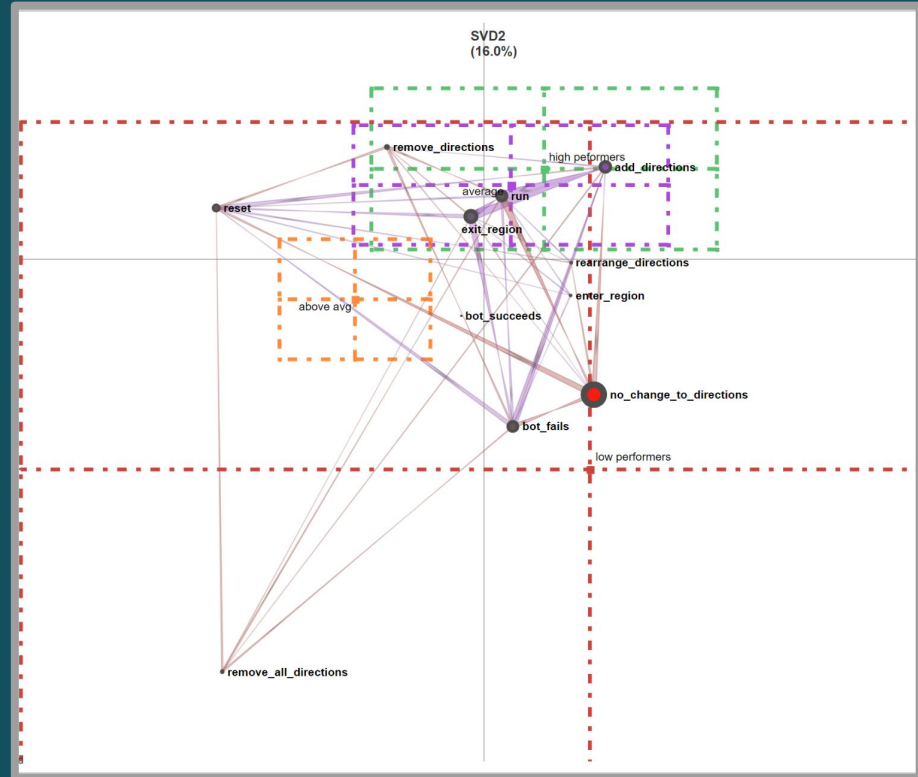 SVD2
(16.0%)
remove_directions
high peformers
add_directions
average
run
reset
exit_region
rearrange_directions
enter_region
above avg
bot_succeeds
no_change_to_directions
bot_fails
low performers
remove_all_directions